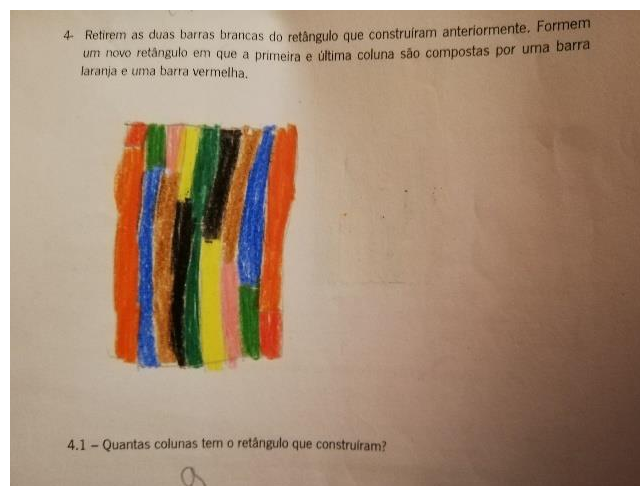 4- Retirem as duas barras brancas do retângulo que construíram anteriormente. Formem
um novo retângulo em que a primeira e última coluna são compostas por uma barra
laranja e uma barra vermelha.
4.1 – Quantas colunas tem o retângulo que construíram?
9